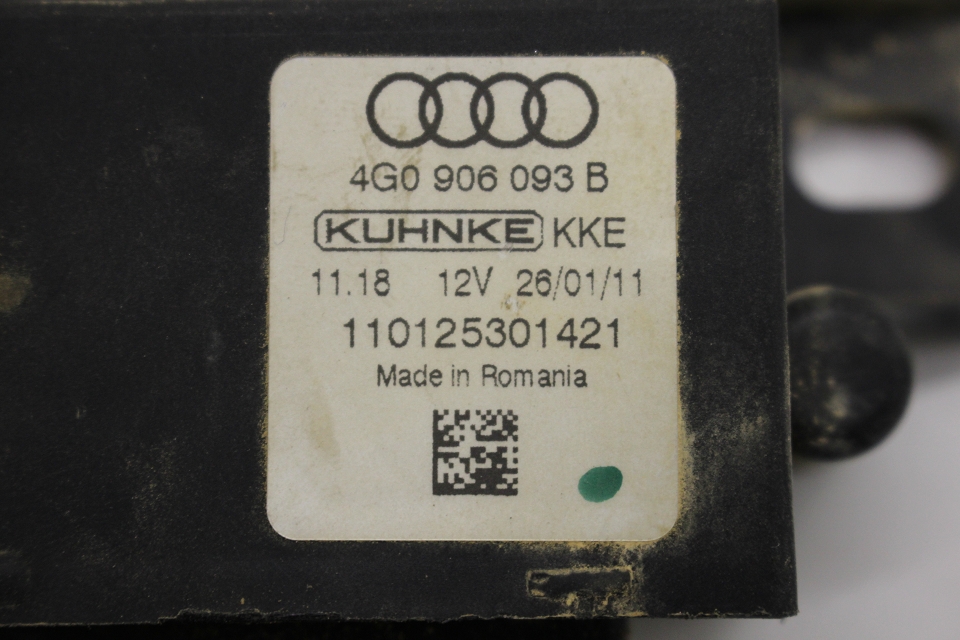 4G0 906 093 B
KUHNKE KKE
11.18 12V 26/01/11
110125301421
Made in Romania